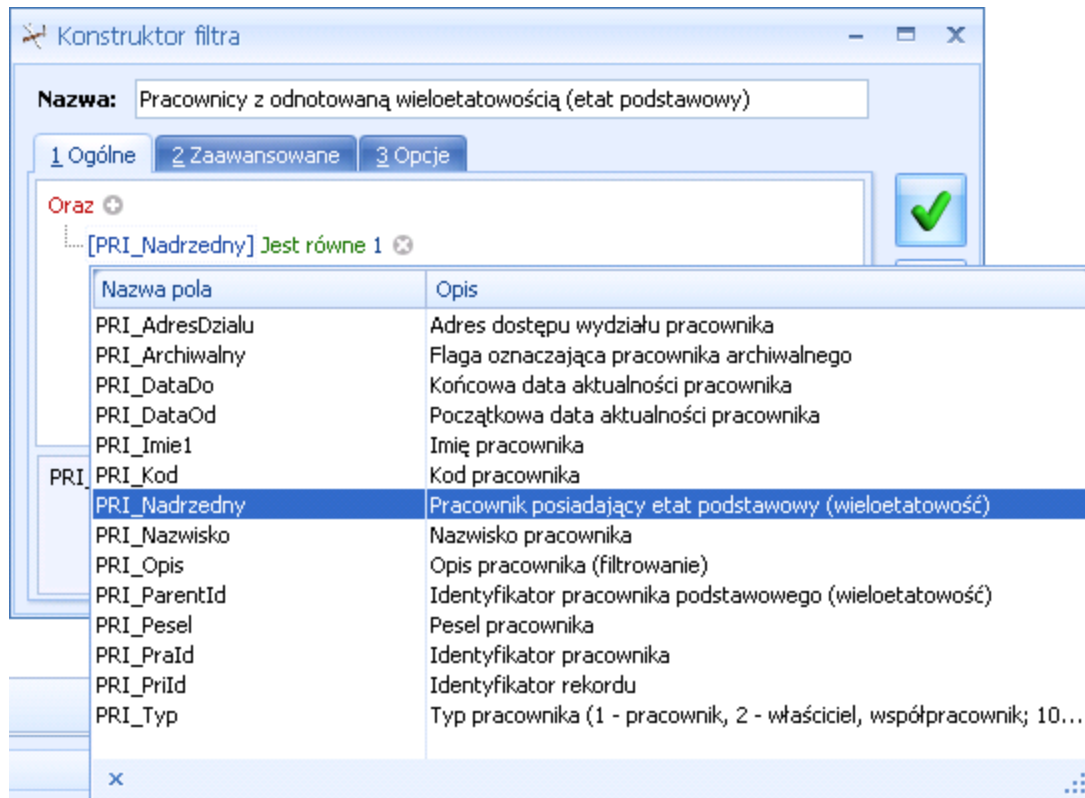 Konstruktor filtra
Nazwa: Pracownicy z odnotowaną wieloetatowością (etat podstawowy)
1 Ogólne 2 Zaawansowane 3 Opcje
Oraz
[PRI_Nadrzedny] Jest równe 1
Nazwa pola Opis
PRI_AdresDzialu Adres dostępu wydziału pracownika
PRI_Archiwalny Flaga oznaczająca pracownika archiwalnego
PRI_DataDo Końcowa data aktualności pracownika
PRI_DataOd Początkowa data aktualności pracownika
PRI_Imie1 Imię pracownika
PRI_ PRI_Kod Kod pracownika
PRI_Nadrzedny Pracownik posiadający etat podstawowy (wieloetatowość)
PRI_Nazwisko Nazwisko pracownika
PRI_Opis Opis pracownika (filtrowanie)
PRI_ParentId Identyfikator pracownika podstawowego (wieloetatowość)
PRI_Pesel Pesel pracownika
PRI_PraId Identyfikator pracownika
PRI_PriId Identyfikator rekordu
PRI_Typ Typ pracownika (1 - pracownik, 2 - właściciel, współpracownik; 10...